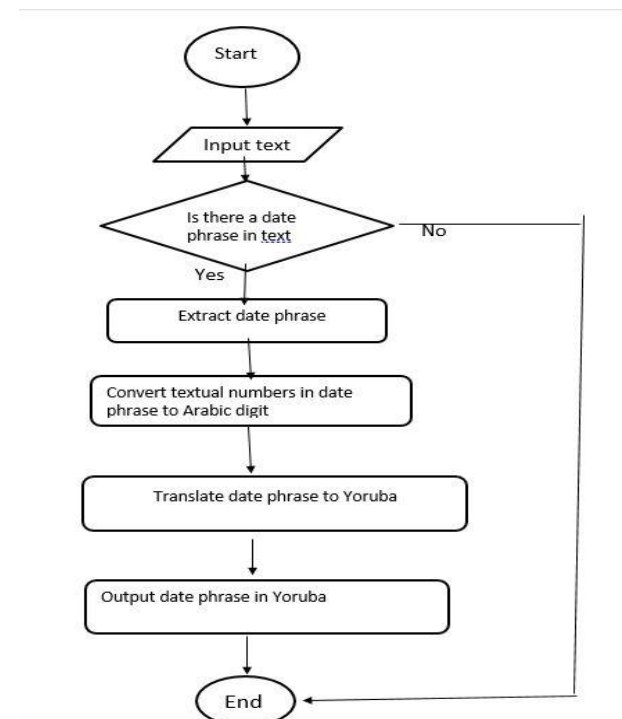 Start
Input text
Is there a date
phrase in text
No
Yes
Extract date phrase
Convert textual numbers in date
phrase to Arabic digit
Translate date phrase to Yoruba
Output date phrase in Yoruba
End